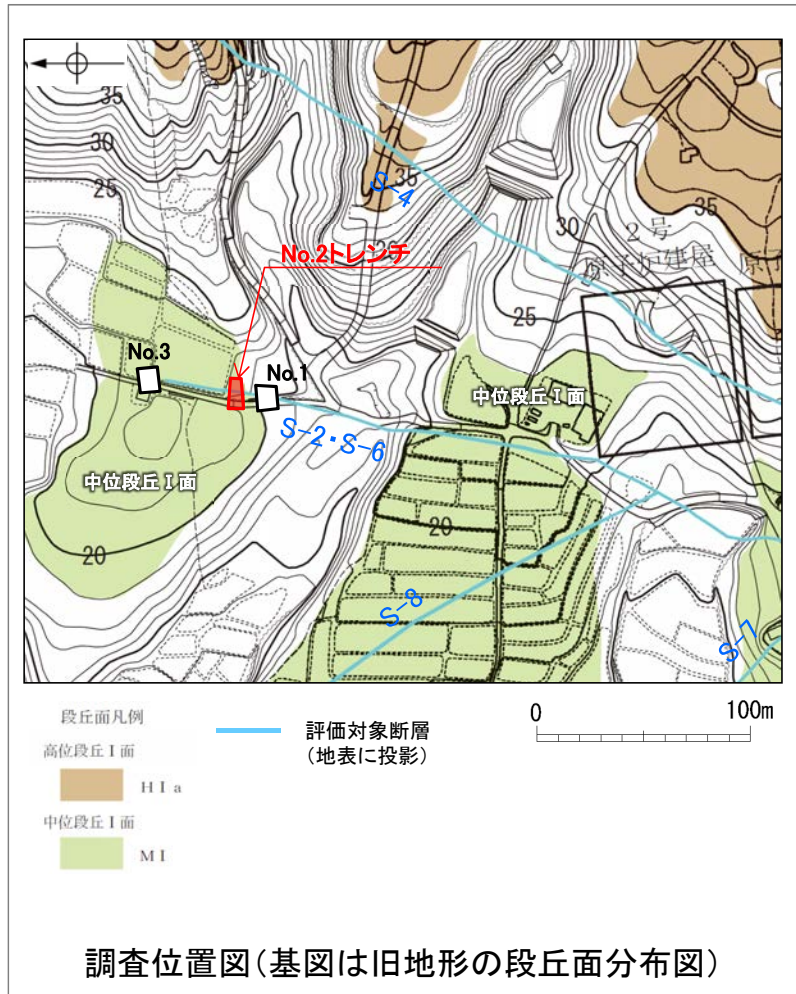 35
30
25
S-4
35
35
No.2トレンチ
25
30
25
2号
原子炉建屋
原子
No.3
No.1
中位段丘Ⅰ面
S-2・S-6
中位段丘Ⅰ面
20
20
S-8
S-7
段丘面凡例
高位段丘Ⅰ面
HⅠa
中位段丘Ⅰ面
MⅠ
評価対象断層
(地表に投影)
0 100m
調査位置図(基図は旧地形の段丘面分布図)